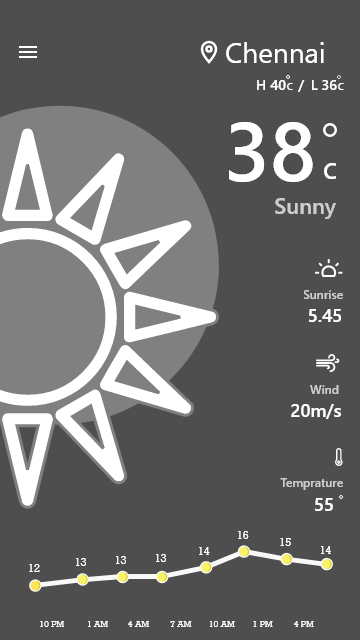 Chennai
H 40°c / L 36°c
38°c
Sunny
Sunrise
5.45
Wind
20m/s
Temprature
55 °
12 13 13 13 14 16 15 14
10 PM 1 AM 4 AM 7 AM 10 AM 1 PM 4 PM